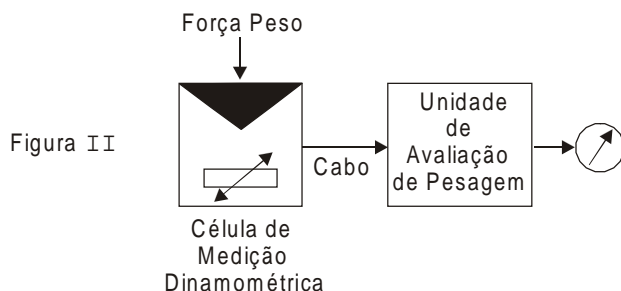 Força Peso
Figura II
Cabo
Unidade
de
Avaliação
de Pesagem
Célula de
Medição
Dinamométrica